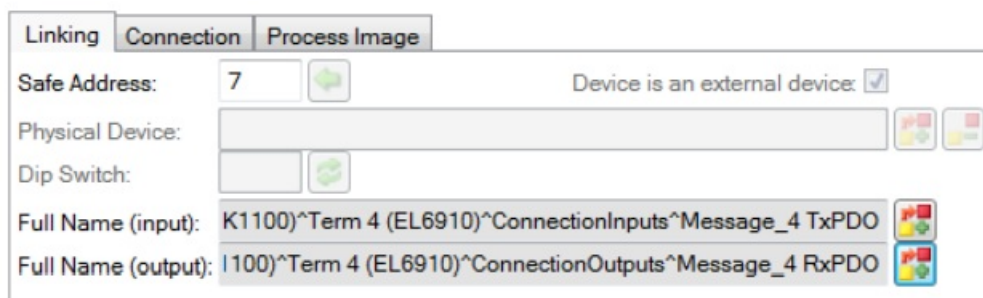 Linking Connection Process Image
Safe Address: 7 Device is an external device:
Physical Device:
Dip Switch:
Full Name (input): K1100)^Term 4 (EL6910)^ConnectionInputs^Message_4 TxPDO
Full Name (output): 100)^Term 4 (EL6910)^ConnectionOutputs^Message_4 RxPDO